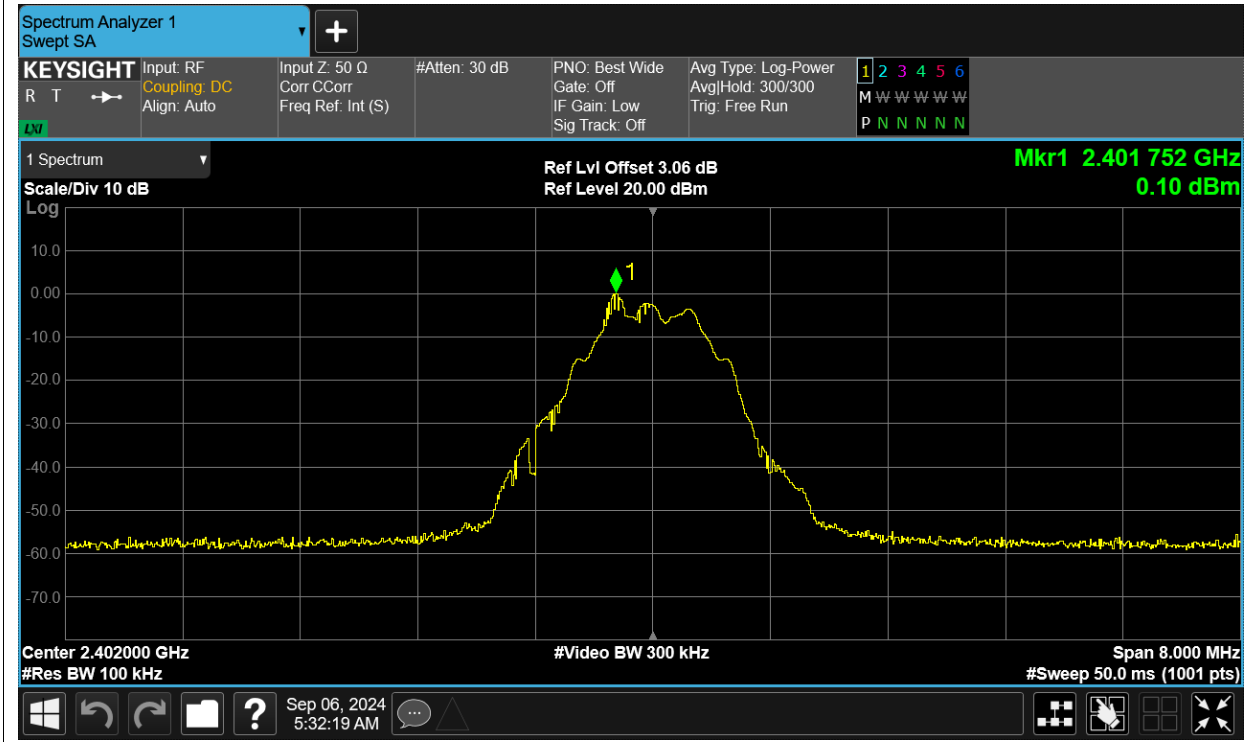 Spectrum Analyzer 1
Swept SA
+
KEYSIGHT Input: RF Input Z: 50 Ω #Atten: 30 dB PNO: Best Wide Avg Type: Log-Power 1 2 3 4 5 6
R T Coupling: DC Corr CCorr Gate: Off Avg|Hold: 300/300 M W W W W W
Align: Auto Freq Ref: Int (S) IF Gain: Low Trig: Free Run
LXI Sig Track: Off P N N N N N
1 Spectrum Ref Lvl Offset 3.06 dB Mkr1 2.401 752 GHz
Scale/Div 10 dB Ref Level 20.00 dBm 0.10 dBm
Log
10.0
1
0.00
-10.0
-20.0
-30.0
-40.0
-50.0
-60.0
-70.0
Center 2.402000 GHz #Video BW 300 kHz Span 8.000 MHz
#Res BW 100 kHz #Sweep 50.0 ms (1001 pts)
? Sep 06, 2024
5:32:19 AM